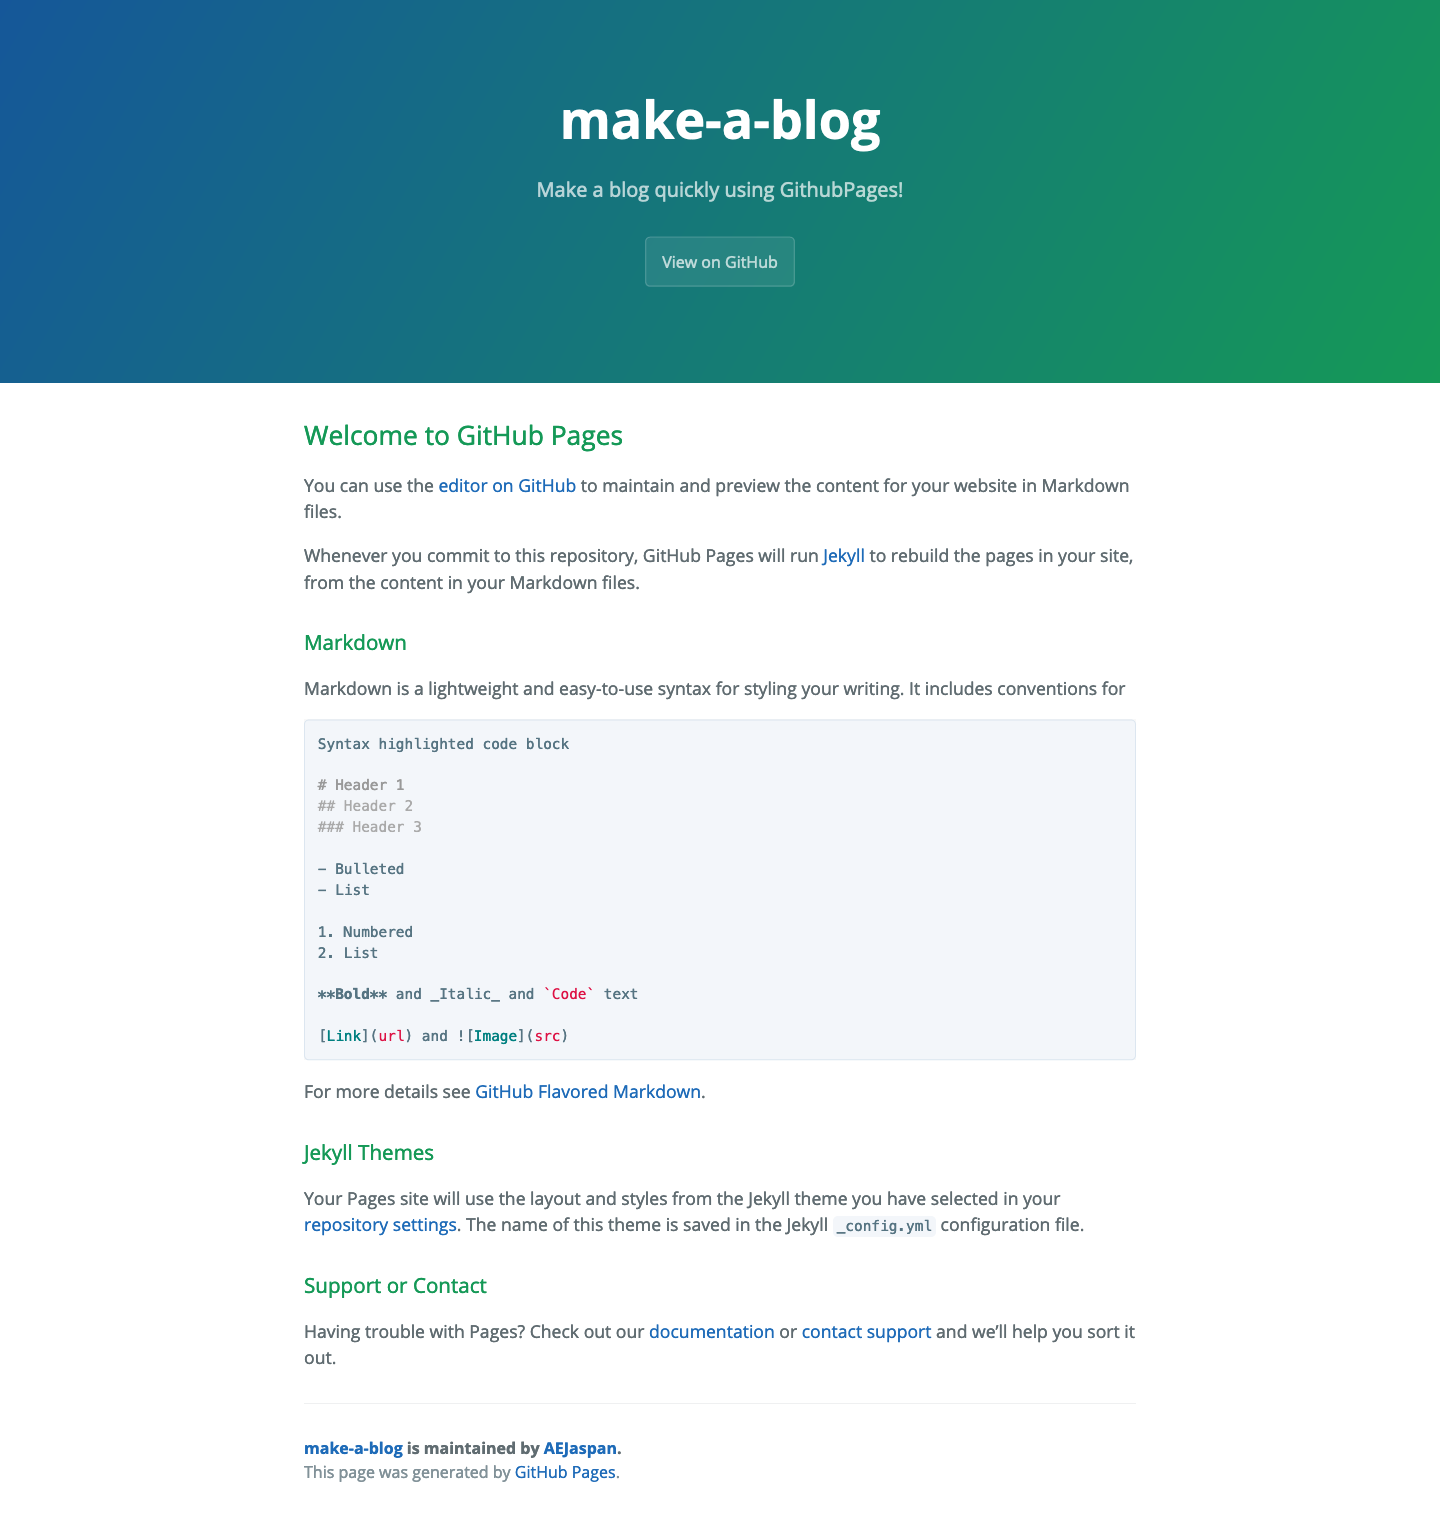 make-a-blog
Make a blog quickly using GithubPages!
View on GitHub
Welcome to GitHub Pages
You can use the editor on GitHub to maintain and preview the content for your website in Markdown
files.
Whenever you commit to this repository, GitHub Pages will run Jekyll to rebuild the pages in your site,
from the content in your Markdown files.
Markdown
Markdown is a lightweight and easy-to-use syntax for styling your writing. It includes conventions for
Syntax highlighted code block
# Header 1
## Header 2
### Header 3
- Bulleted
- List
1. Numbered
2. List
**Bold** and _Italic_ and `Code` text
[Link](url) and ![Image](src)
For more details see GitHub Flavored Markdown.
Jekyll Themes
Your Pages site will use the layout and styles from the Jekyll theme you have selected in your
repository settings. The name of this theme is saved in the Jekyll _config.yml configuration file.
Support or Contact
Having trouble with Pages? Check out our documentation or contact support and we’ll help you sort it
out.
make-a-blog is maintained by AEJaspan.
This page was generated by GitHub Pages.